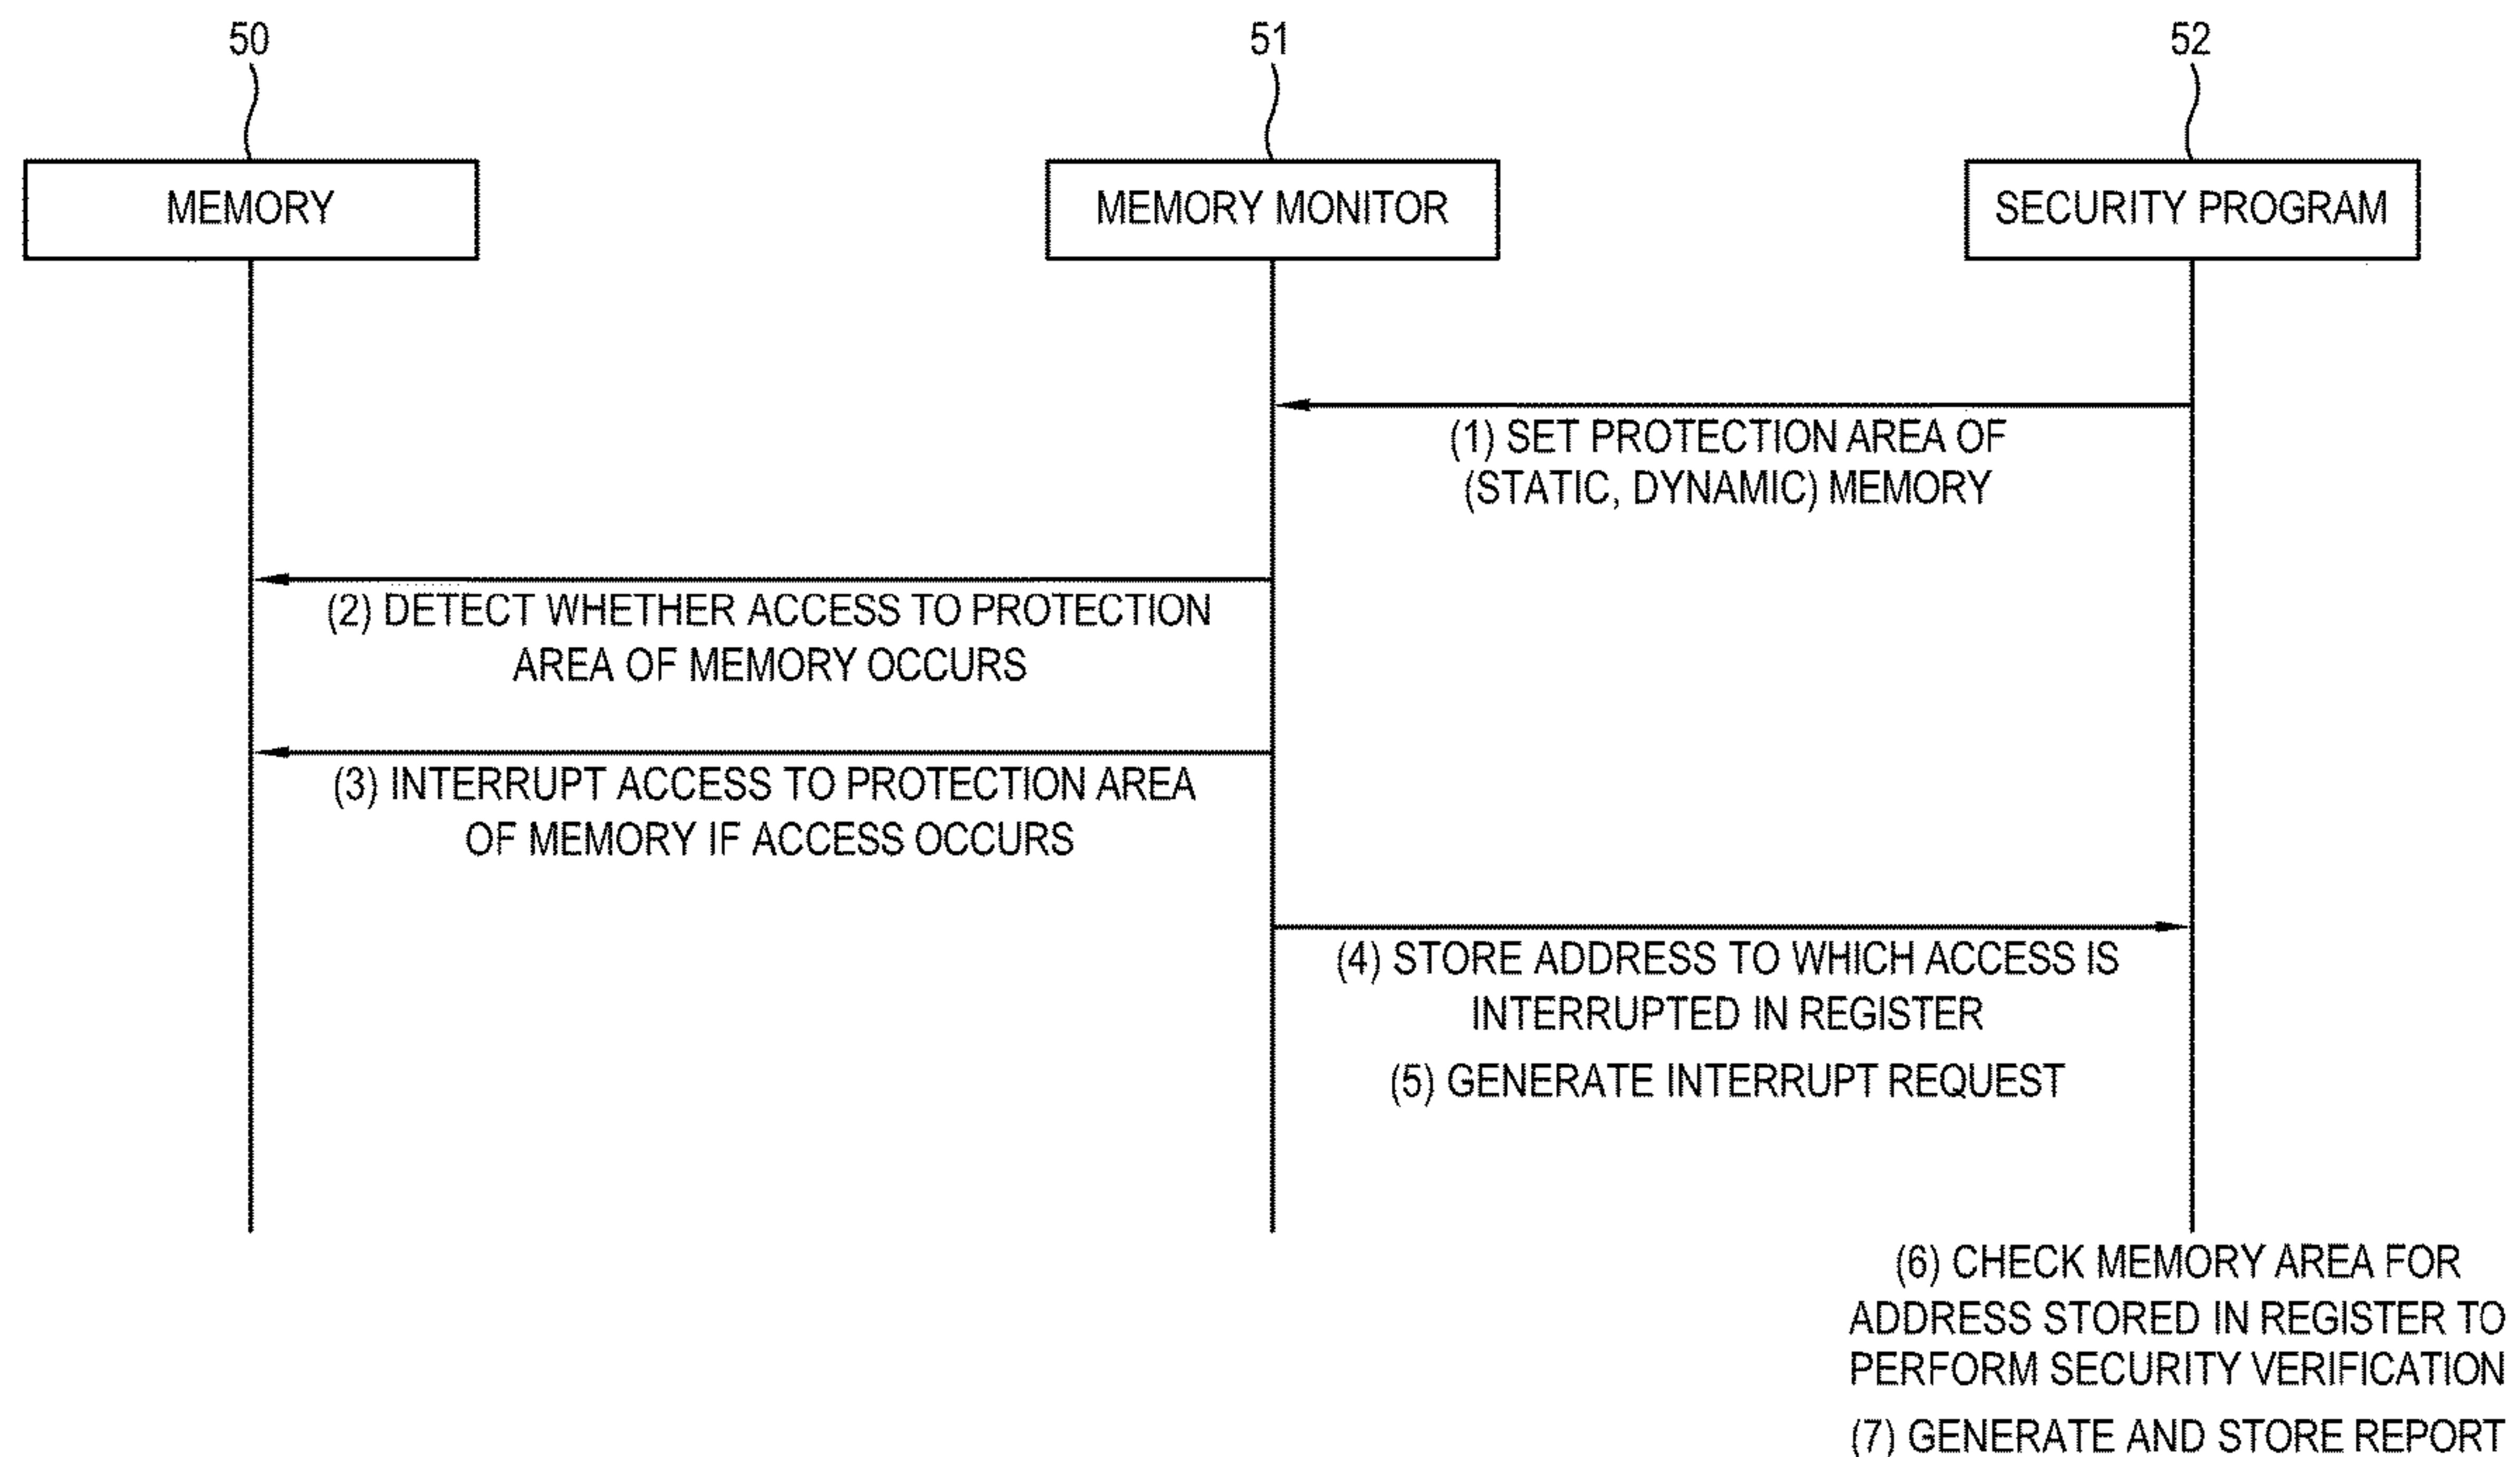 50
51
52
MEMORY
MEMORY MONITOR
SECURITY PROGRAM
(1) SET PROTECTION AREA OF
(STATIC, DYNAMIC) MEMORY
(2) DETECT WHETHER ACCESS TO PROTECTION
AREA OF MEMORY OCCURS
(3) INTERRUPT ACCESS TO PROTECTION AREA
OF MEMORY IF ACCESS OCCURS
(4) STORE ADDRESS TO WHICH ACCESS IS
INTERRUPTED IN REGISTER
(5) GENERATE INTERRUPT REQUEST
(6) CHECK MEMORY AREA FOR
ADDRESS STORED IN REGISTER TO
PERFORM SECURITY VERIFICATION
(7) GENERATE AND STORE REPORT